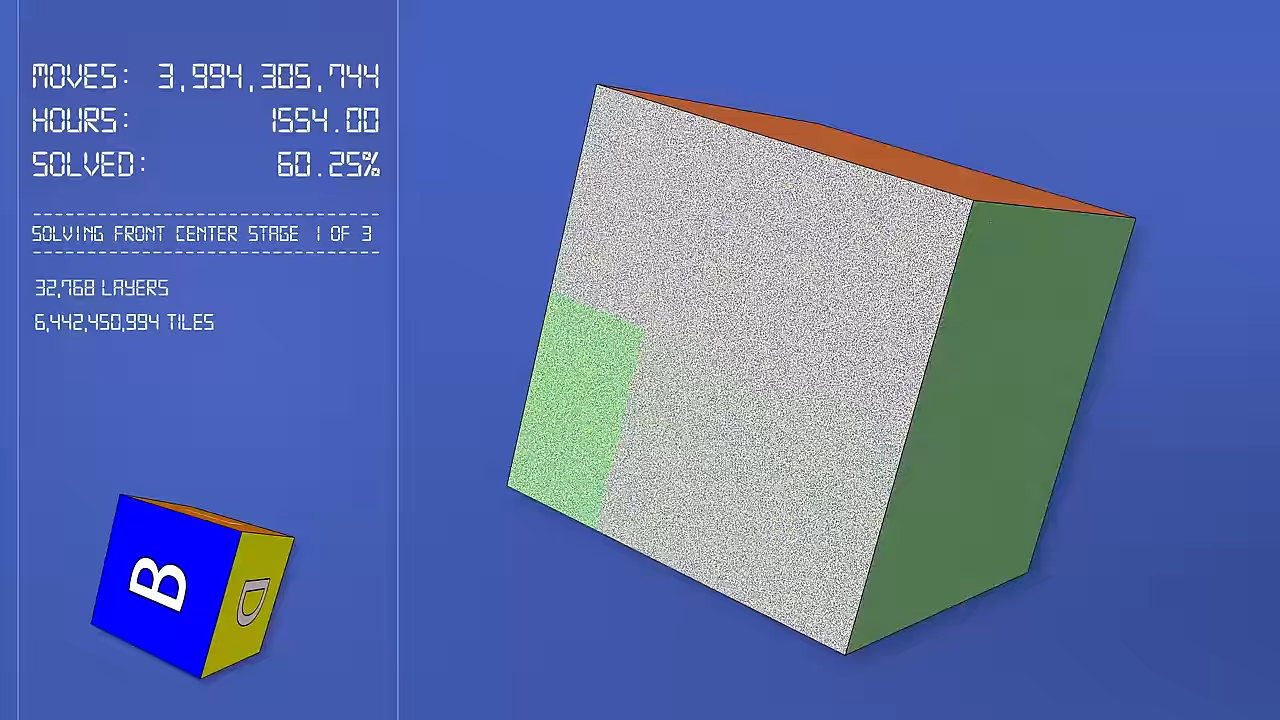 MOVES: 3,994,305,744
HOURS: 1554.00
SOLVED: 60.25%
SOLVING FRONT CENTER STAGE 1 OF 3
32,768 LAYERS
6,442,450,994 TILES
B
D